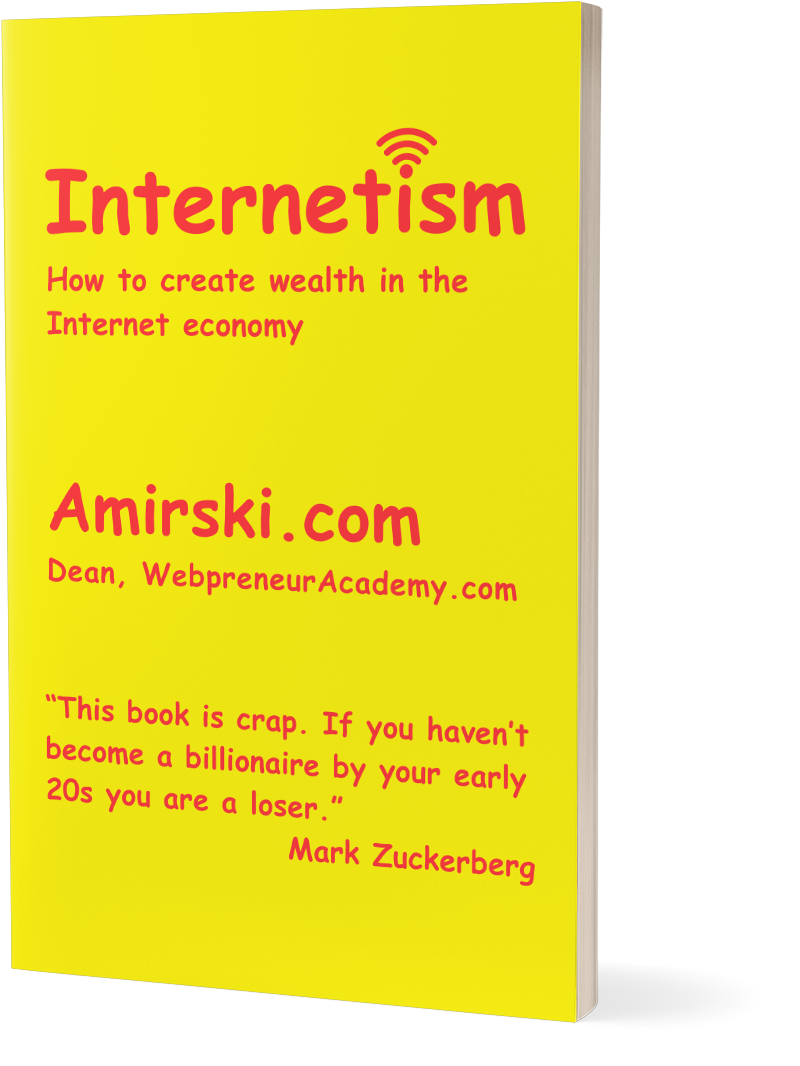 Internetism
How to create wealth in the
Internet economy
Amirski.com
Dean, WebpreneurAcademy.com
“This book is crap. If you haven’t
become a billionaire by your early
20s you are a loser.”
Mark Zuckerberg